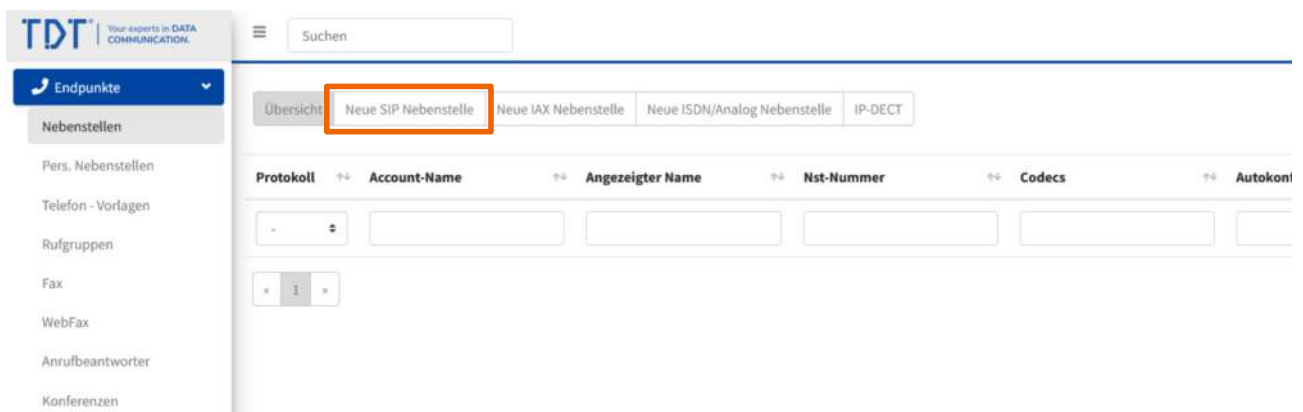 TDT Your experts in DATA
COMMUNICATION.
Suchen
Endpunkte
Nebenstellen
Pers. Nebenstellen
Telefon - Vorlagen
Rufgruppen
Fax
WebFax
Anrufbeantworter
Konferenzen
Übersicht Neue SIP Nebenstelle Neue IAX Nebenstelle Neue ISDN/Analog Nebenstelle IP-DECT
Protokoll Account-Name Angezeigter Name Nst-Nummer Codecs Autokont
-
« 1 »